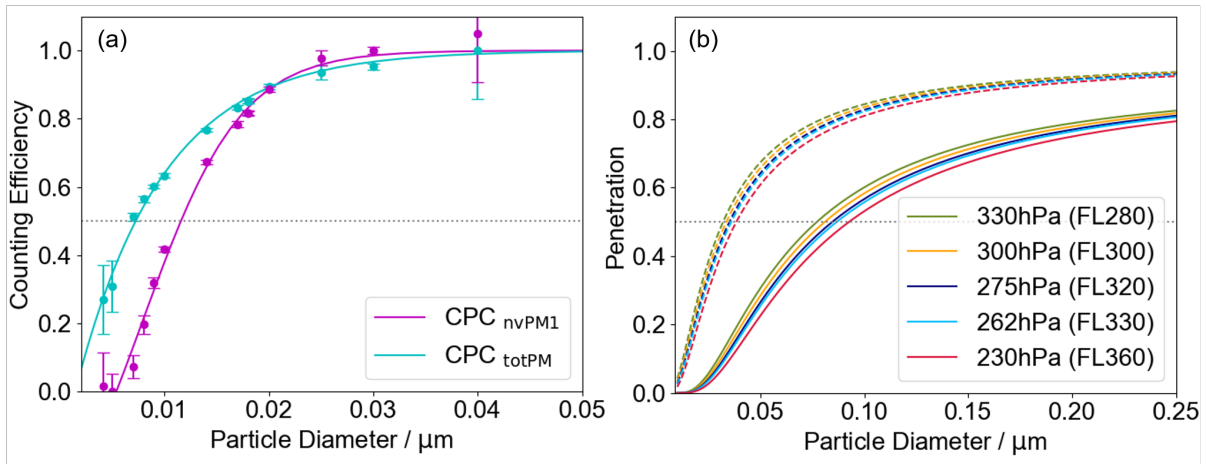 (a)
1.0
0.8
0.6
0.4
0.2
0.0
Counting Efficiency
CPC nvPM1
CPC totPM
0.01
0.02
0.03
0.04
0.05
Particle Diameter / µm
(b)
1.0
0.8
0.6
0.4
0.2
0.0
Penetration
330hPa (FL280)
300hPa (FL300)
275hPa (FL320)
262hPa (FL330)
230hPa (FL360)
0.05
0.10
0.15
0.20
0.25
Particle Diameter / µm